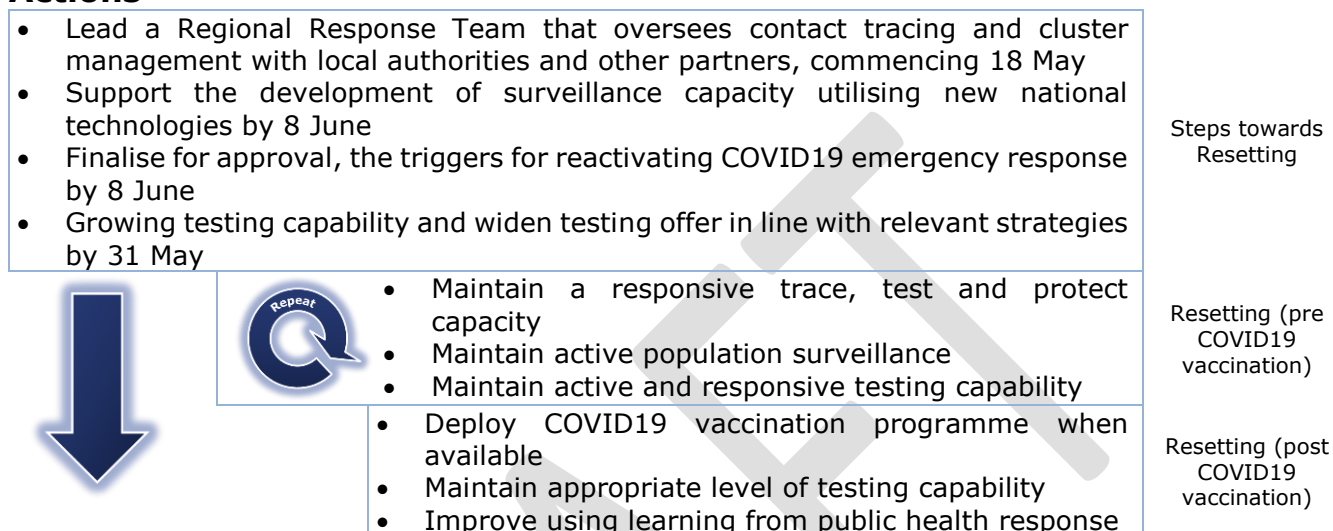 Actions
• Lead a Regional Response Team that oversees contact tracing and cluster
management with local authorities and other partners, commencing 18 May
• Support the development of surveillance capacity utilising new national
technologies by 8 June
• Finalise for approval, the triggers for reactivating COVID19 emergency response
by 8 June
• Growing testing capability and widen testing offer in line with relevant strategies
by 31 May
Steps towards
Resetting
Repeat
• Maintain a responsive trace, test and protect
capacity
• Maintain active population surveillance
• Maintain active and responsive testing capability
Resetting (pre
COVID19
vaccination)
• Deploy COVID19 vaccination programme when
available
• Maintain appropriate level of testing capability
• Improve using learning from public health response
Resetting (post
COVID19
vaccination)